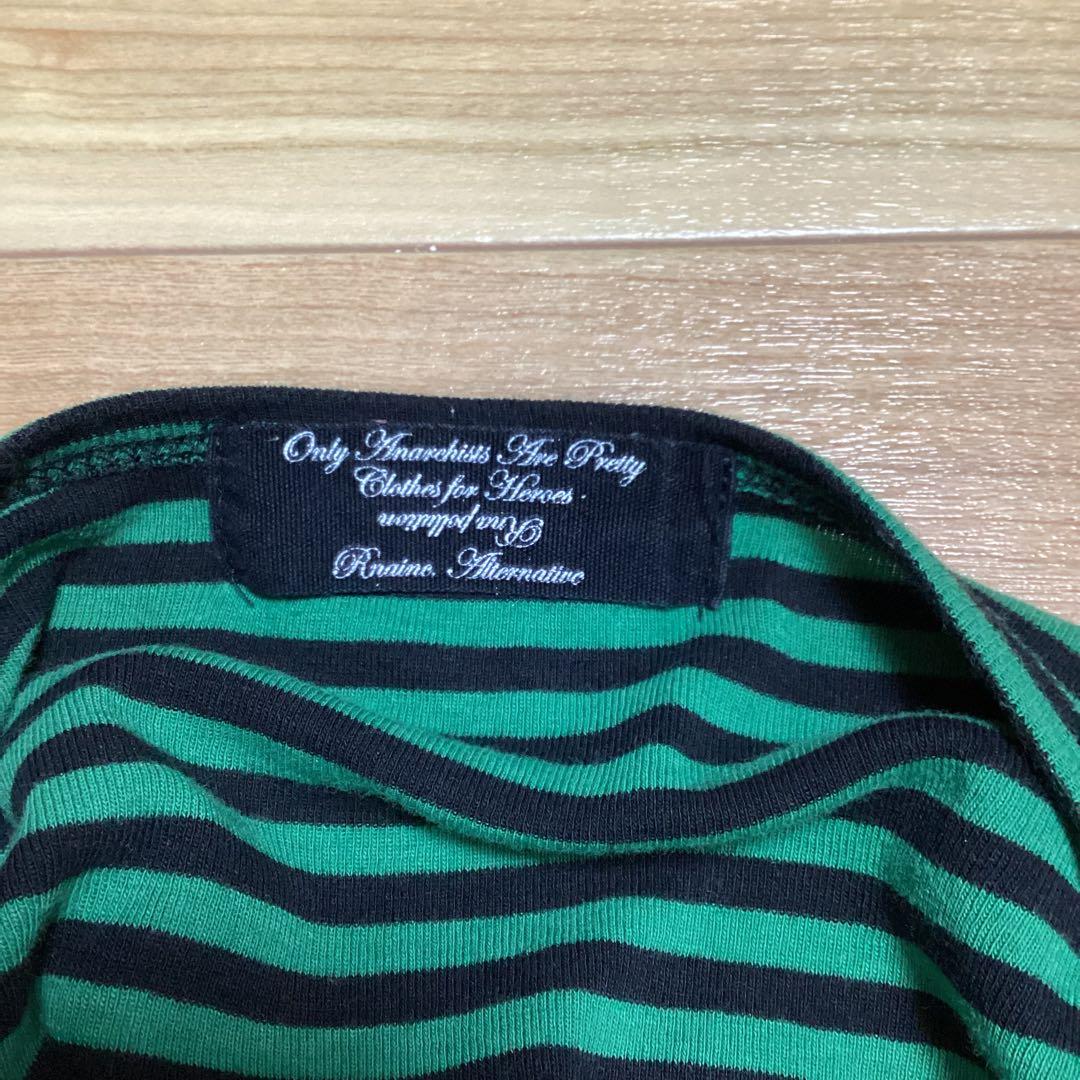 Only Anarchists Are Pretty
Clothes for Heroes
Rna pollution
Rnainc. Alternative